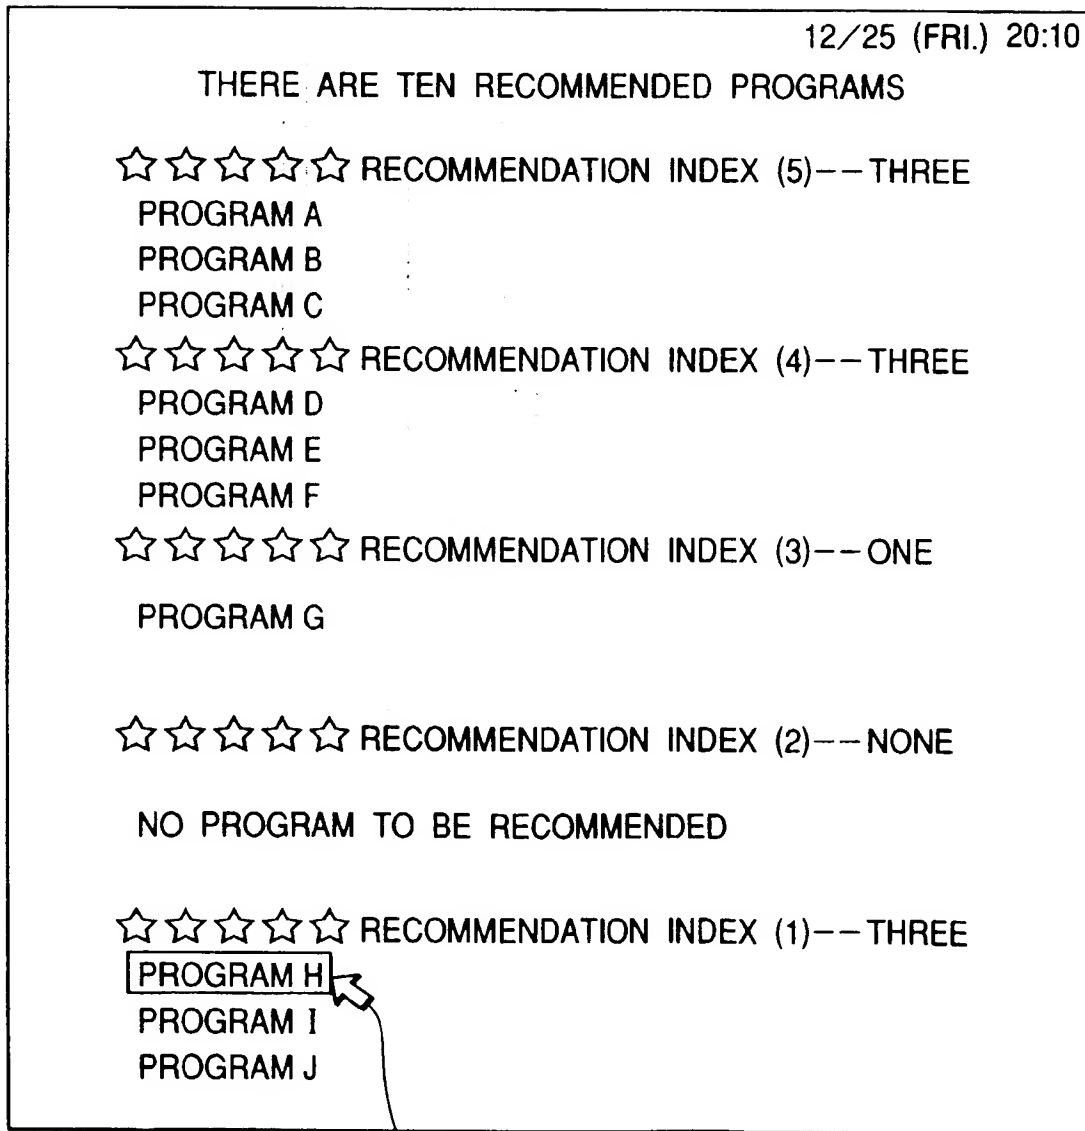 12/25 (FRI.) 20:10
THERE ARE TEN RECOMMENDED PROGRAMS
☆☆☆☆☆ RECOMMENDATION INDEX (5)--THREE
PROGRAM A
PROGRAM B
PROGRAM C
☆☆☆☆☆ RECOMMENDATION INDEX (4)--THREE
PROGRAM D
PROGRAM E
PROGRAM F
☆☆☆☆☆ RECOMMENDATION INDEX (3)--ONE
PROGRAM G
☆☆☆☆☆ RECOMMENDATION INDEX (2)--NONE
NO PROGRAM TO BE RECOMMENDED
☆☆☆☆☆ RECOMMENDATION INDEX (1)--THREE
PROGRAM H
PROGRAM I
PROGRAM J